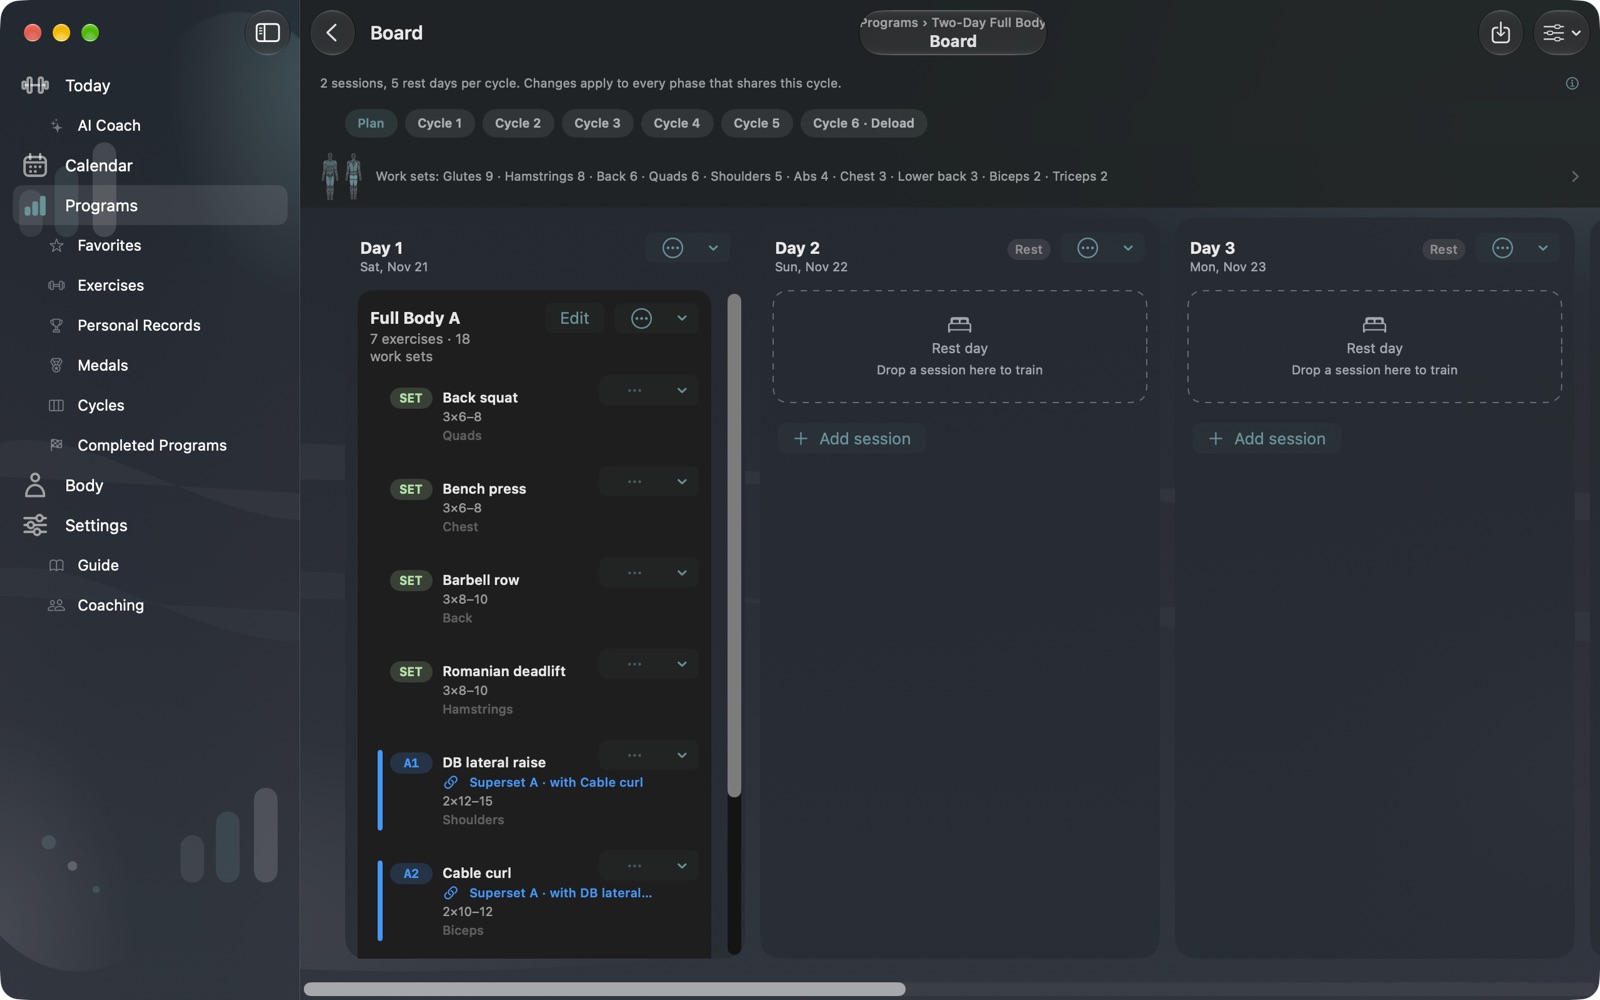 Today
AI Coach
Calendar
Programs
Favorites
Exercises
Personal Records
Medals
Cycles
Completed Programs
Body
Settings
Guide
Coaching
Board
Programs › Two-Day Full Body
Board
2 sessions, 5 rest days per cycle. Changes apply to every phase that shares this cycle.
Plan
Cycle 1
Cycle 2
Cycle 3
Cycle 4
Cycle 5
Cycle 6 · Deload
Work sets: Glutes 9 · Hamstrings 8 · Back 6 · Quads 6 · Shoulders 5 · Abs 4 · Chest 3 · Lower back 3 · Biceps 2 · Triceps 2
Day 1
Sat, Nov 21
Full Body A
Edit
7 exercises · 18
work sets
SET
Back squat
3×6–8
Quads
SET
Bench press
3×6–8
Chest
SET
Barbell row
3×8–10
Back
SET
Romanian deadlift
3×8–10
Hamstrings
A1
DB lateral raise
Superset A · with Cable curl
2×12–15
Shoulders
A2
Cable curl
Superset A · with DB lateral...
2×10–12
Biceps
Day 2
Sun, Nov 22
Rest
Rest day
Drop a session here to train
Add session
Day 3
Mon, Nov 23
Rest
Rest day
Drop a session here to train
Add session